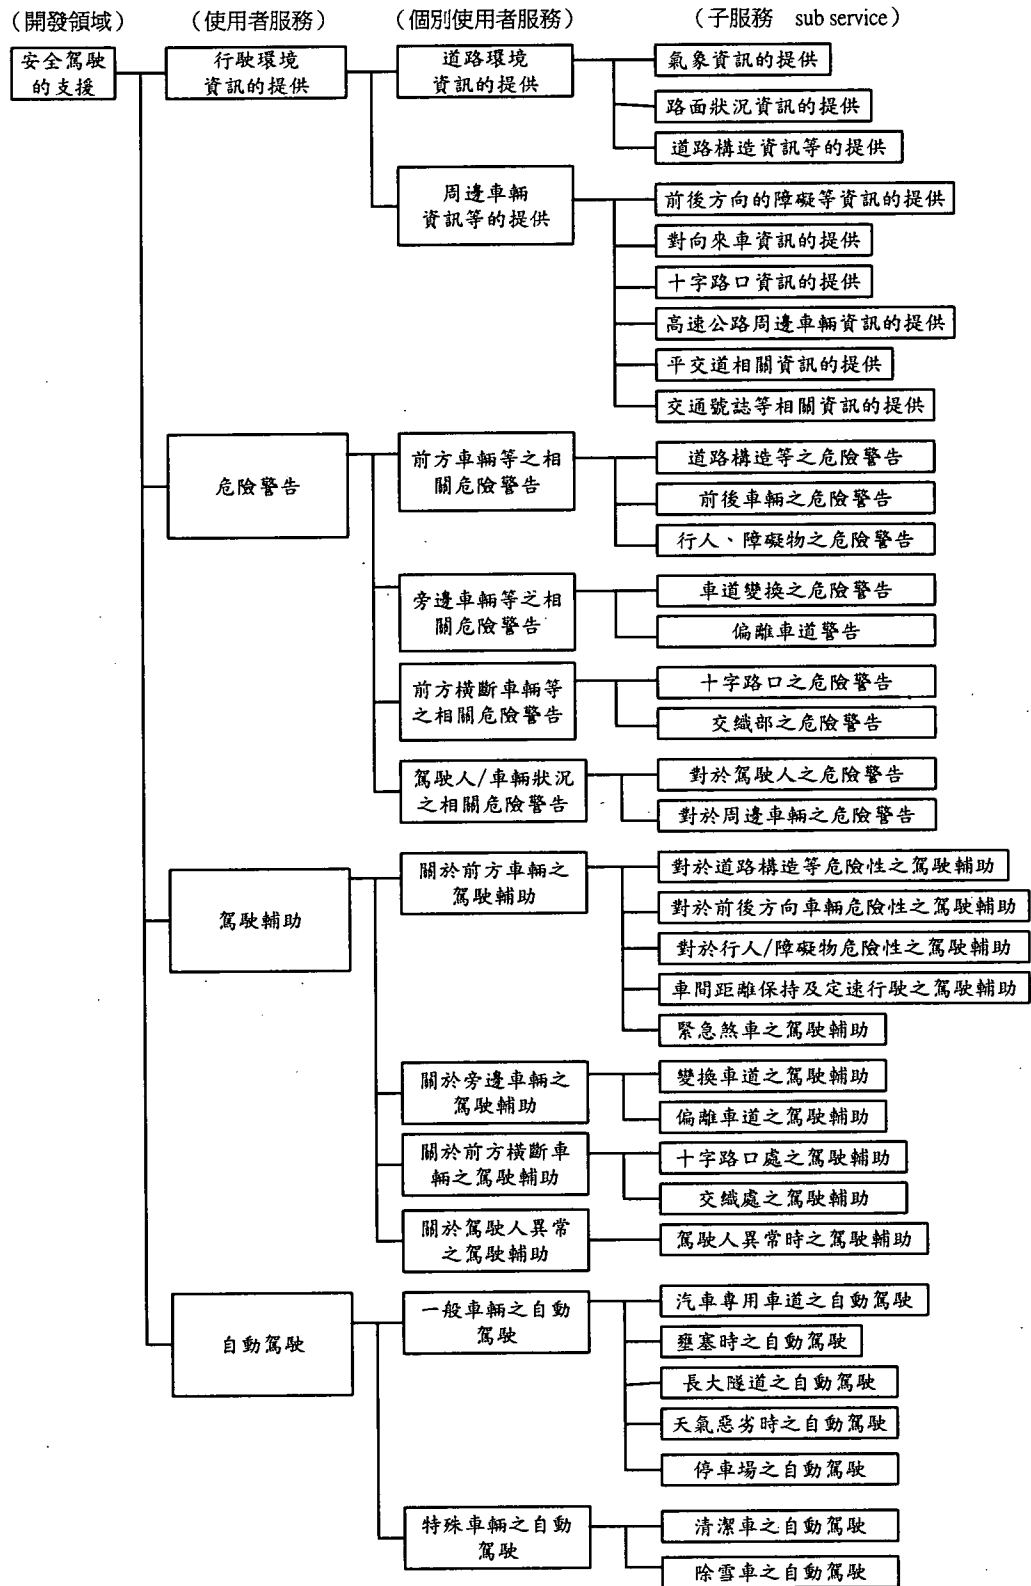 （開發領域）
（使用者服務）
（個別使用者服務）
（子服務 sub service）
安全駕駛
的支援
行駛環境
資訊的提供
道路環境
資訊的提供
氣象資訊的提供
路面狀況資訊的提供
道路構造資訊等的提供
周邊車輛
資訊等的提供
前後方向的障礙等資訊的提供
對向來車資訊的提供
十字路口資訊的提供
高速公路周邊車輛資訊的提供
平交道相關資訊的提供
交通號誌等相關資訊的提供
危險警告
前方車輛等之相
關危險警告
道路構造等之危險警告
前後車輛之危險警告
行人、障礙物之危險警告
旁邊車輛等之相
關危險警告
車道變換之危險警告
偏離車道警告
前方橫斷車輛等
之相關危險警告
十字路口之危險警告
交織部之危險警告
駕駛人/車輛狀況
之相關危險警告
對於駕駛人之危險警告
對於周邊車輛之危險警告
駕駛輔助
關於前方車輛之
駕駛輔助
對於道路構造等危險性之駕駛輔助
對於前後方向車輛危險性之駕駛輔助
對於行人/障礙物危險性之駕駛輔助
車間距離保持及定速行駛之駕駛輔助
緊急煞車之駕駛輔助
關於旁邊車輛之
駕駛輔助
變換車道之駕駛輔助
偏離車道之駕駛輔助
關於前方橫斷車
輛之駕駛輔助
十字路口處之駕駛輔助
交織處之駕駛輔助
關於駕駛人異常
之駕駛輔助
駕駛人異常時之駕駛輔助
自動駕駛
一般車輛之自動
駕駛
汽車專用車道之自動駕駛
壅塞時之自動駕駛
長大隧道之自動駕駛
天氣惡劣時之自動駕駛
停車場之自動駕駛
特殊車輛之自動
駕駛
清潔車之自動駕駛
除雪車之自動駕駛